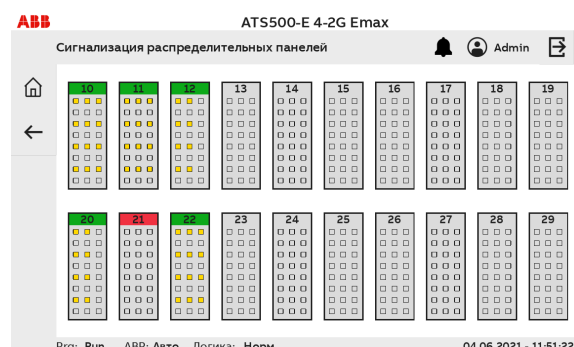 ABB ATS500-E 4-2G Emax
Сигнализация распределительных панелей Admin
10 11 12 13 14 15 16 17 18 19
20 21 22 23 24 25 26 27 28 29
Prg: Run АВР: Авто Логика: Норм 04.06.2021 - 11:51:22